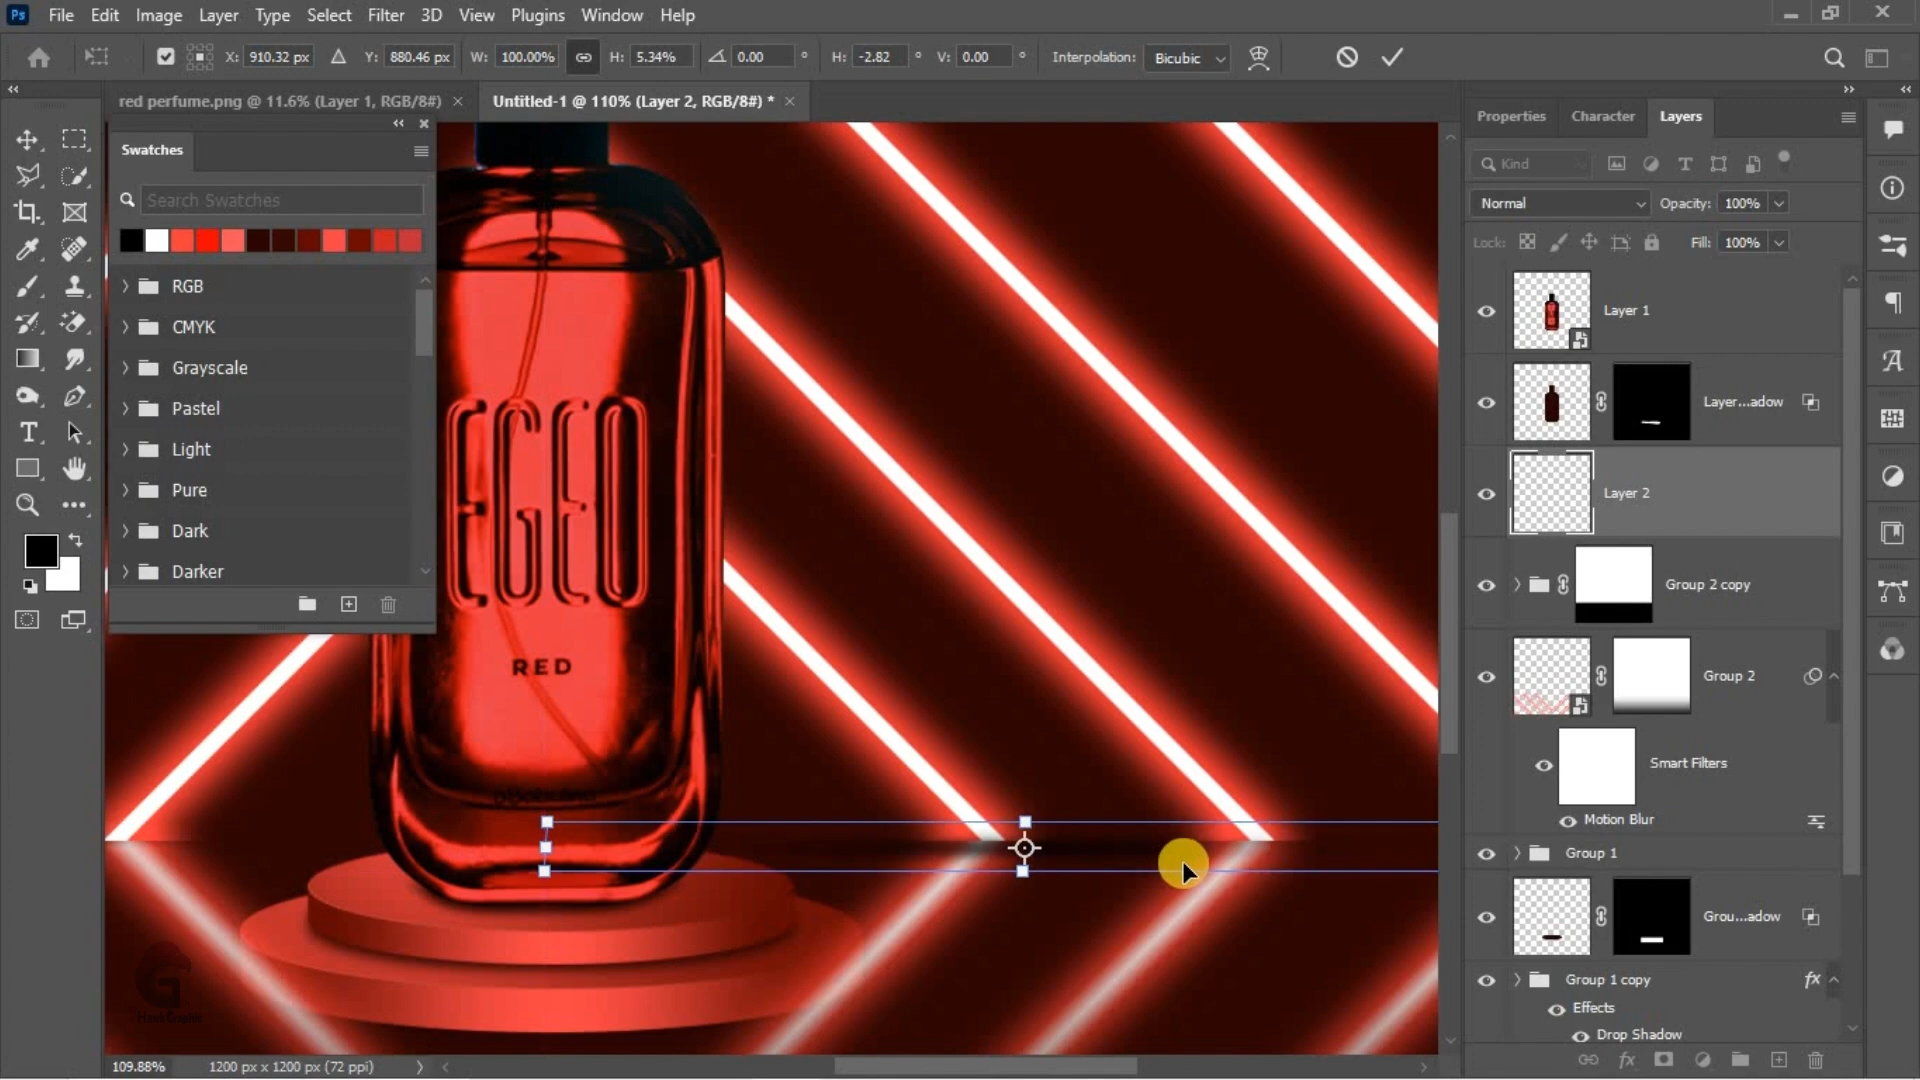 Ps File Edit Image Layer Type Select Filter 3D View Plugins Window Help
X: 910.32 px Y: 880.46 px W: 100.00% H: 5.34% 0.00 ° H: -2.82 ° V: 0.00 ° Interpolation: Bicubic
red perfume.png @ 11.6% (Layer 1, RGB/8#) ×
Untitled-1 @ 110% (Layer 2, RGB/8#) * ×
Swatches
Search Swatches
RGB
CMYK
Grayscale
Pastel
Light
Pure
Dark
Darker
EGEO
RED
G
109.88% 1200 px x 1200 px (72 ppi)
Properties Character Layers
Kind
Normal Opacity: 100%
Lock: Fill: 100%
Layer 1
Layer...adow
Layer 2
Group 2 copy
Group 2
Smart Filters
Motion Blur
Group 1
Grou...adow
Group 1 copy fx
Effects
Drop Shadow
fx